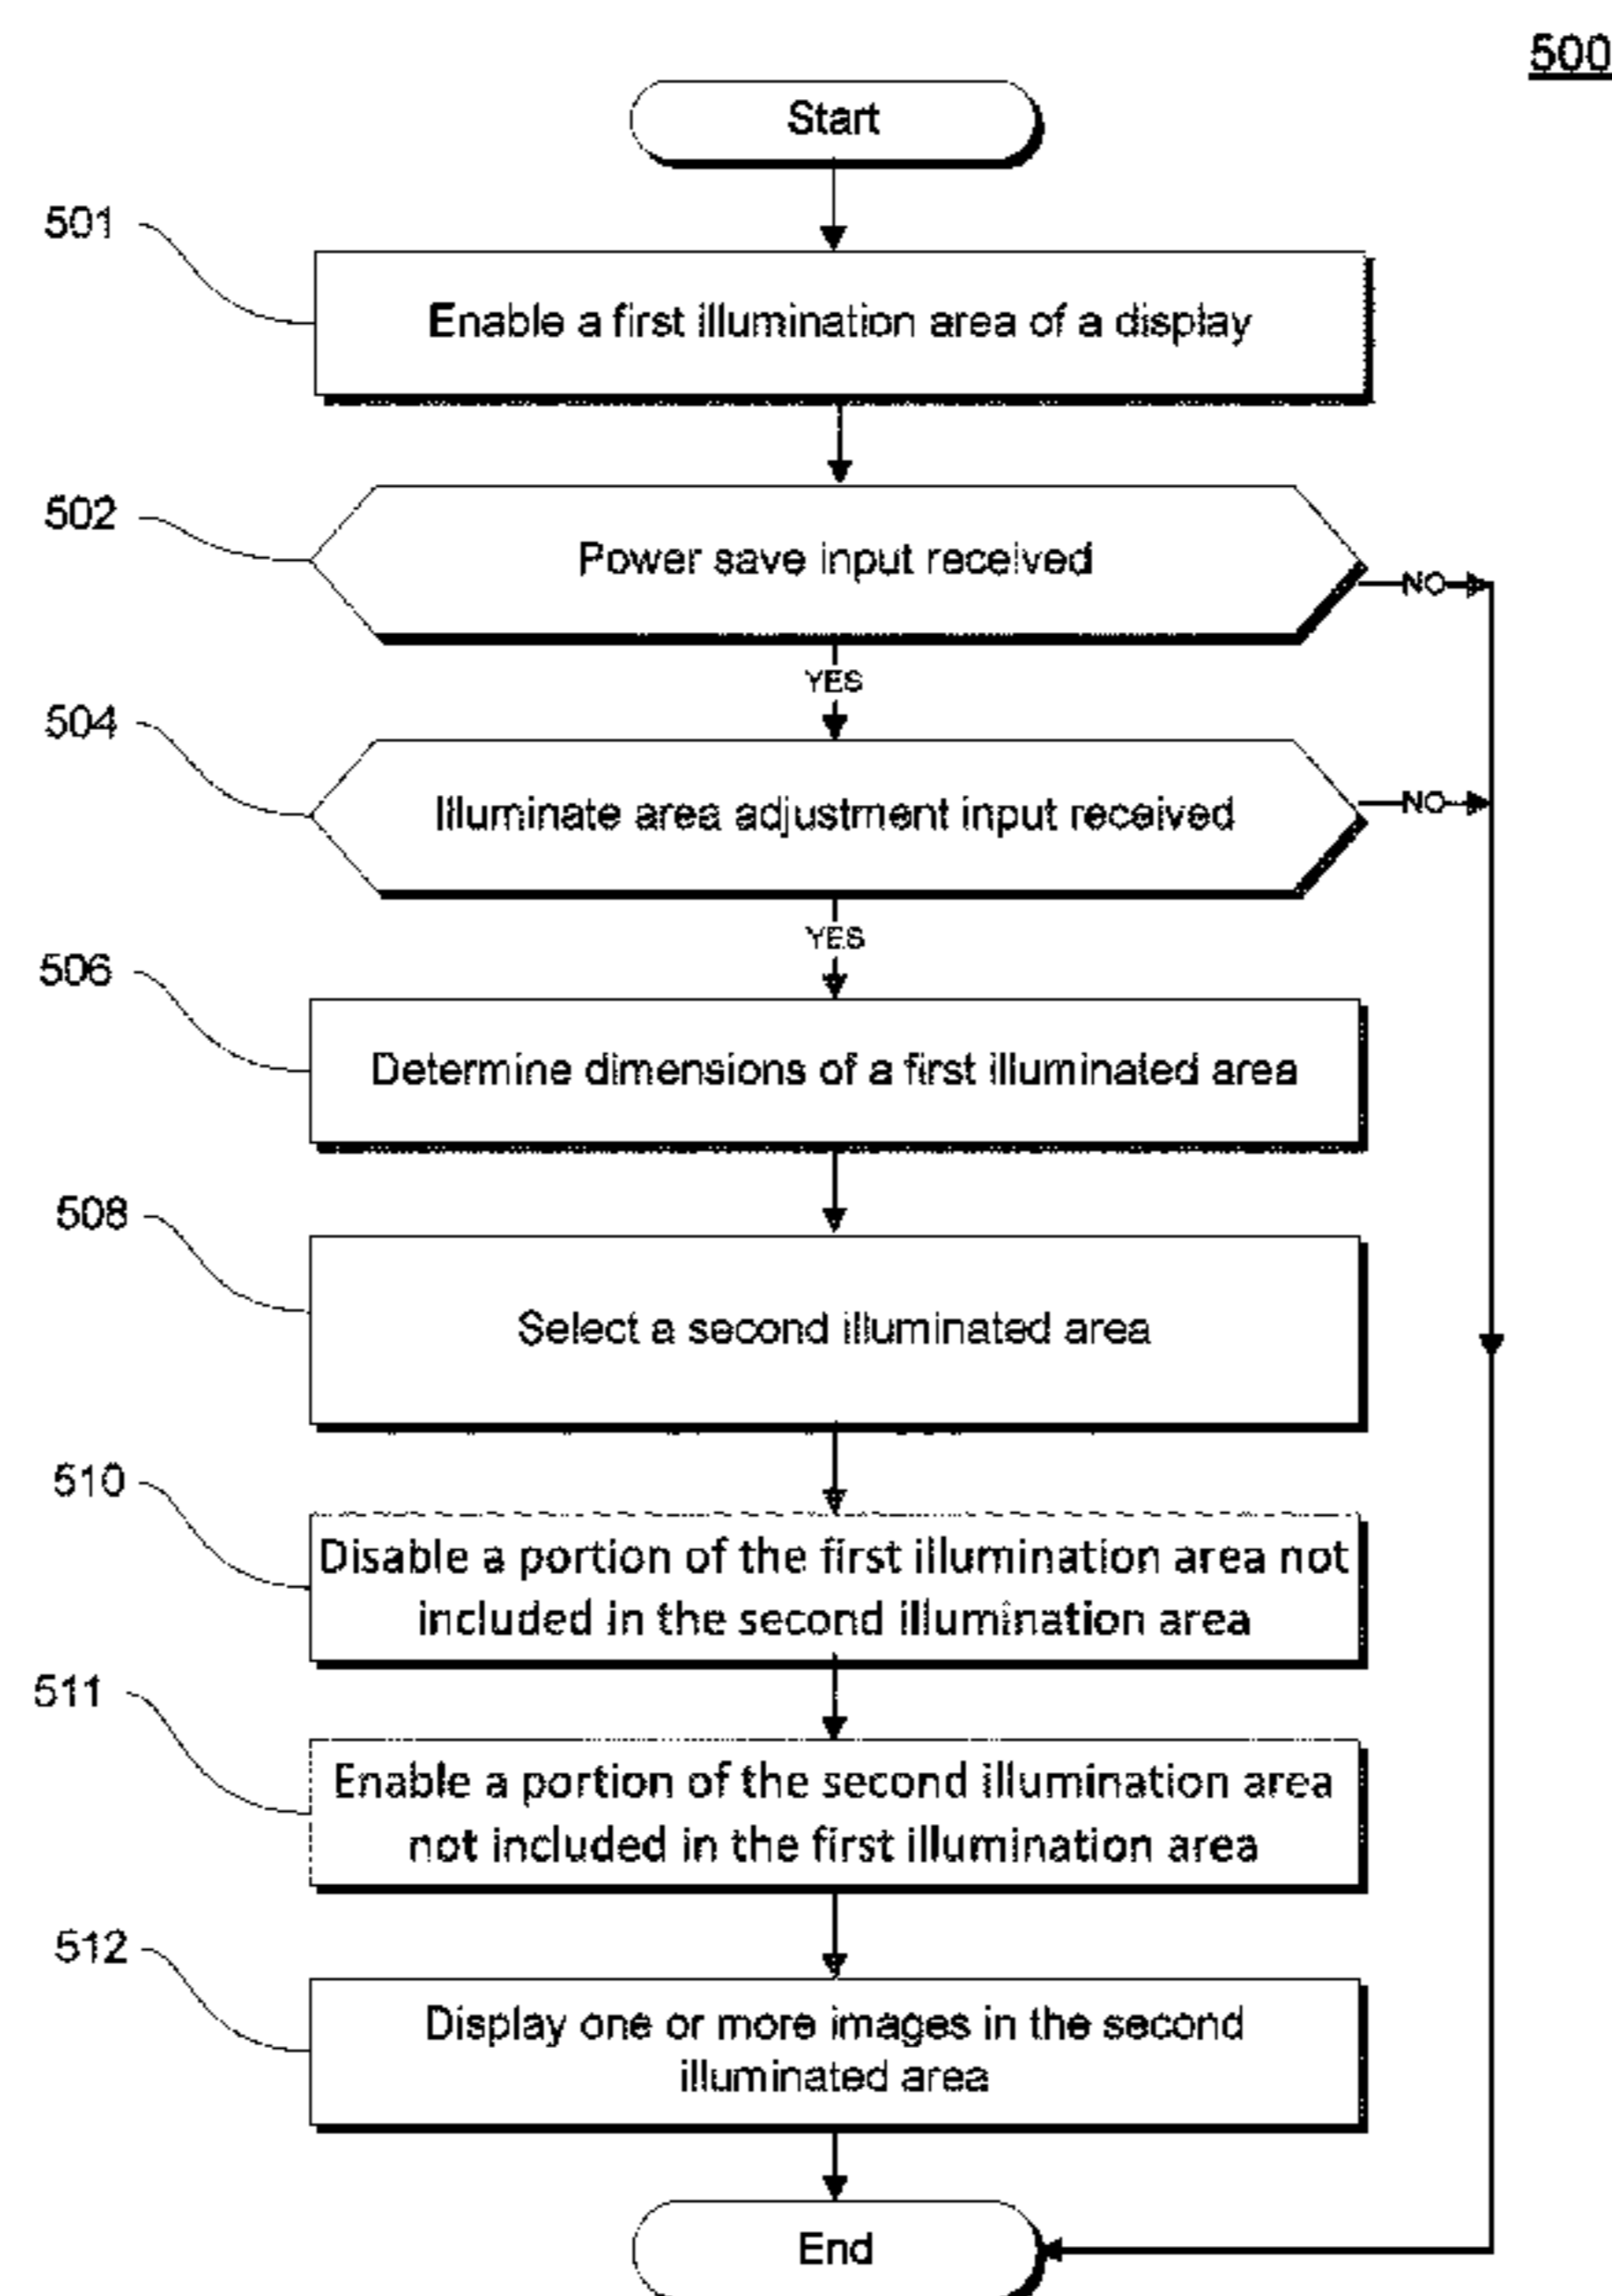 500
Start
501
Enable a first illumination area of a display
502
Power save input received
NO
YES
504
Illuminate area adjustment input received
NO
YES
506
Determine dimensions of a first illuminated area
508
Select a second illuminated area
510
Disable a portion of the first illumination area not
included in the second illumination area
511
Enable a portion of the second illumination area
not included in the first illumination area
512
Display one or more images in the second
illuminated area
End